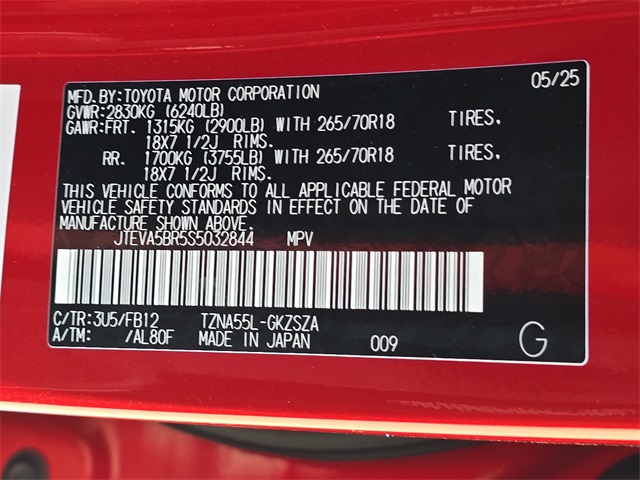 05/25
MFD.BY:TOYOTA MOTOR CORPORATION
GVWR:2830KG (6240LB)
GAWR:FRT. 1315KG (2900LB) WITH 265/70R18 TIRES.
18X7 1/2J RIMS.
RR. 1700KG (3755LB) WITH 265/70R18 TIRES.
18X7 1/2J RIMS.
THIS VEHICLE CONFORMS TO ALL APPLICABLE FEDERAL MOTOR
VEHICLE SAFETY STANDARDS IN EFFECT ON THE DATE OF
MANUFACTURE SHOWN ABOVE.
JTEVA5BR5S5032844 MPV
C/TR:3U5/FB12 TZNA55L-GKZSZA
A/TM: /AL80F MADE IN JAPAN 009 G